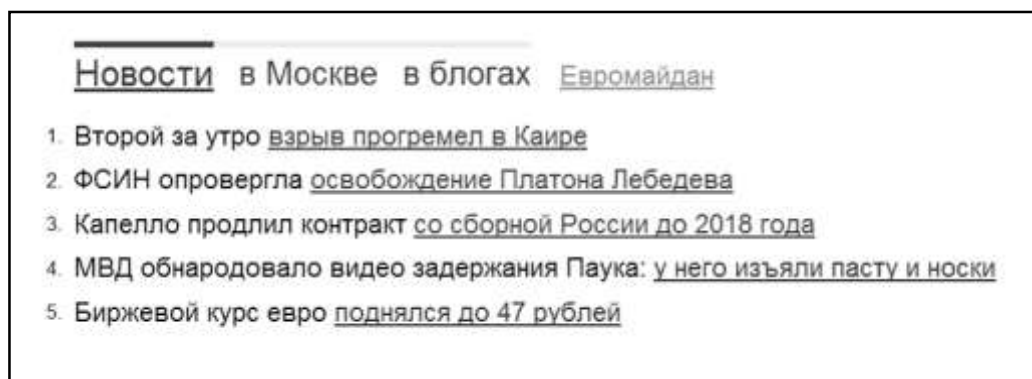 Новости в Москве в блогах Евромайдан
1. Второй за утро взрыв прогремел в Каире
2. ФСИН опровергла освобождение Платона Лебедева
3. Капелло продлил контракт со сборной России до 2018 года
4. МВД обнародовало видео задержания Паука: у него изъяли пасту и носки
5. Биржевой курс евро поднялся до 47 рублей